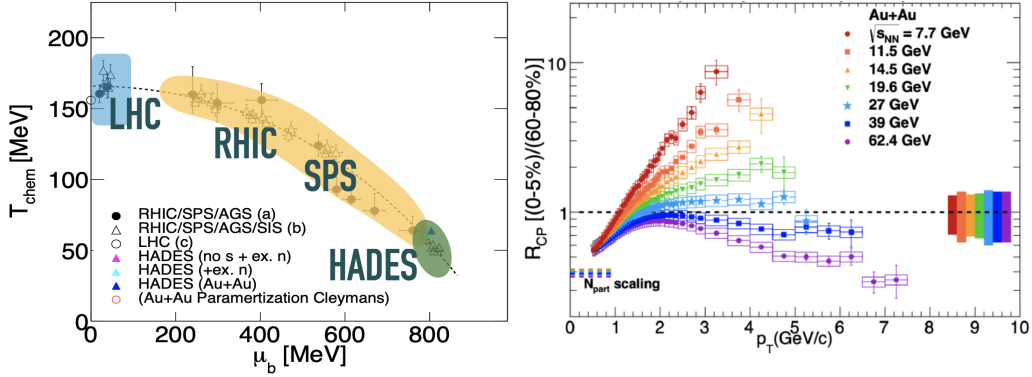 T_chem [MeV]
200
150
100
50
0
LHC
RHIC
SPS
HADES
RHIC/SPS/AGS (a)
RHIC/SPS/AGS/SIS (b)
LHC (c)
HADES (no s + ex. n)
HADES (+ex. n)
HADES (Au+Au)
(Au+Au Paramertization Cleymans)
0 200 400 600 800
μ_b [MeV]
R_CP [(0-5%)/(60-80%)]
10
1
Au+Au
√s_NN = 7.7 GeV
11.5 GeV
14.5 GeV
19.6 GeV
27 GeV
39 GeV
62.4 GeV
N_part scaling
0 1 2 3 4 5 6 7 8 9 10
p_T(GeV/c)